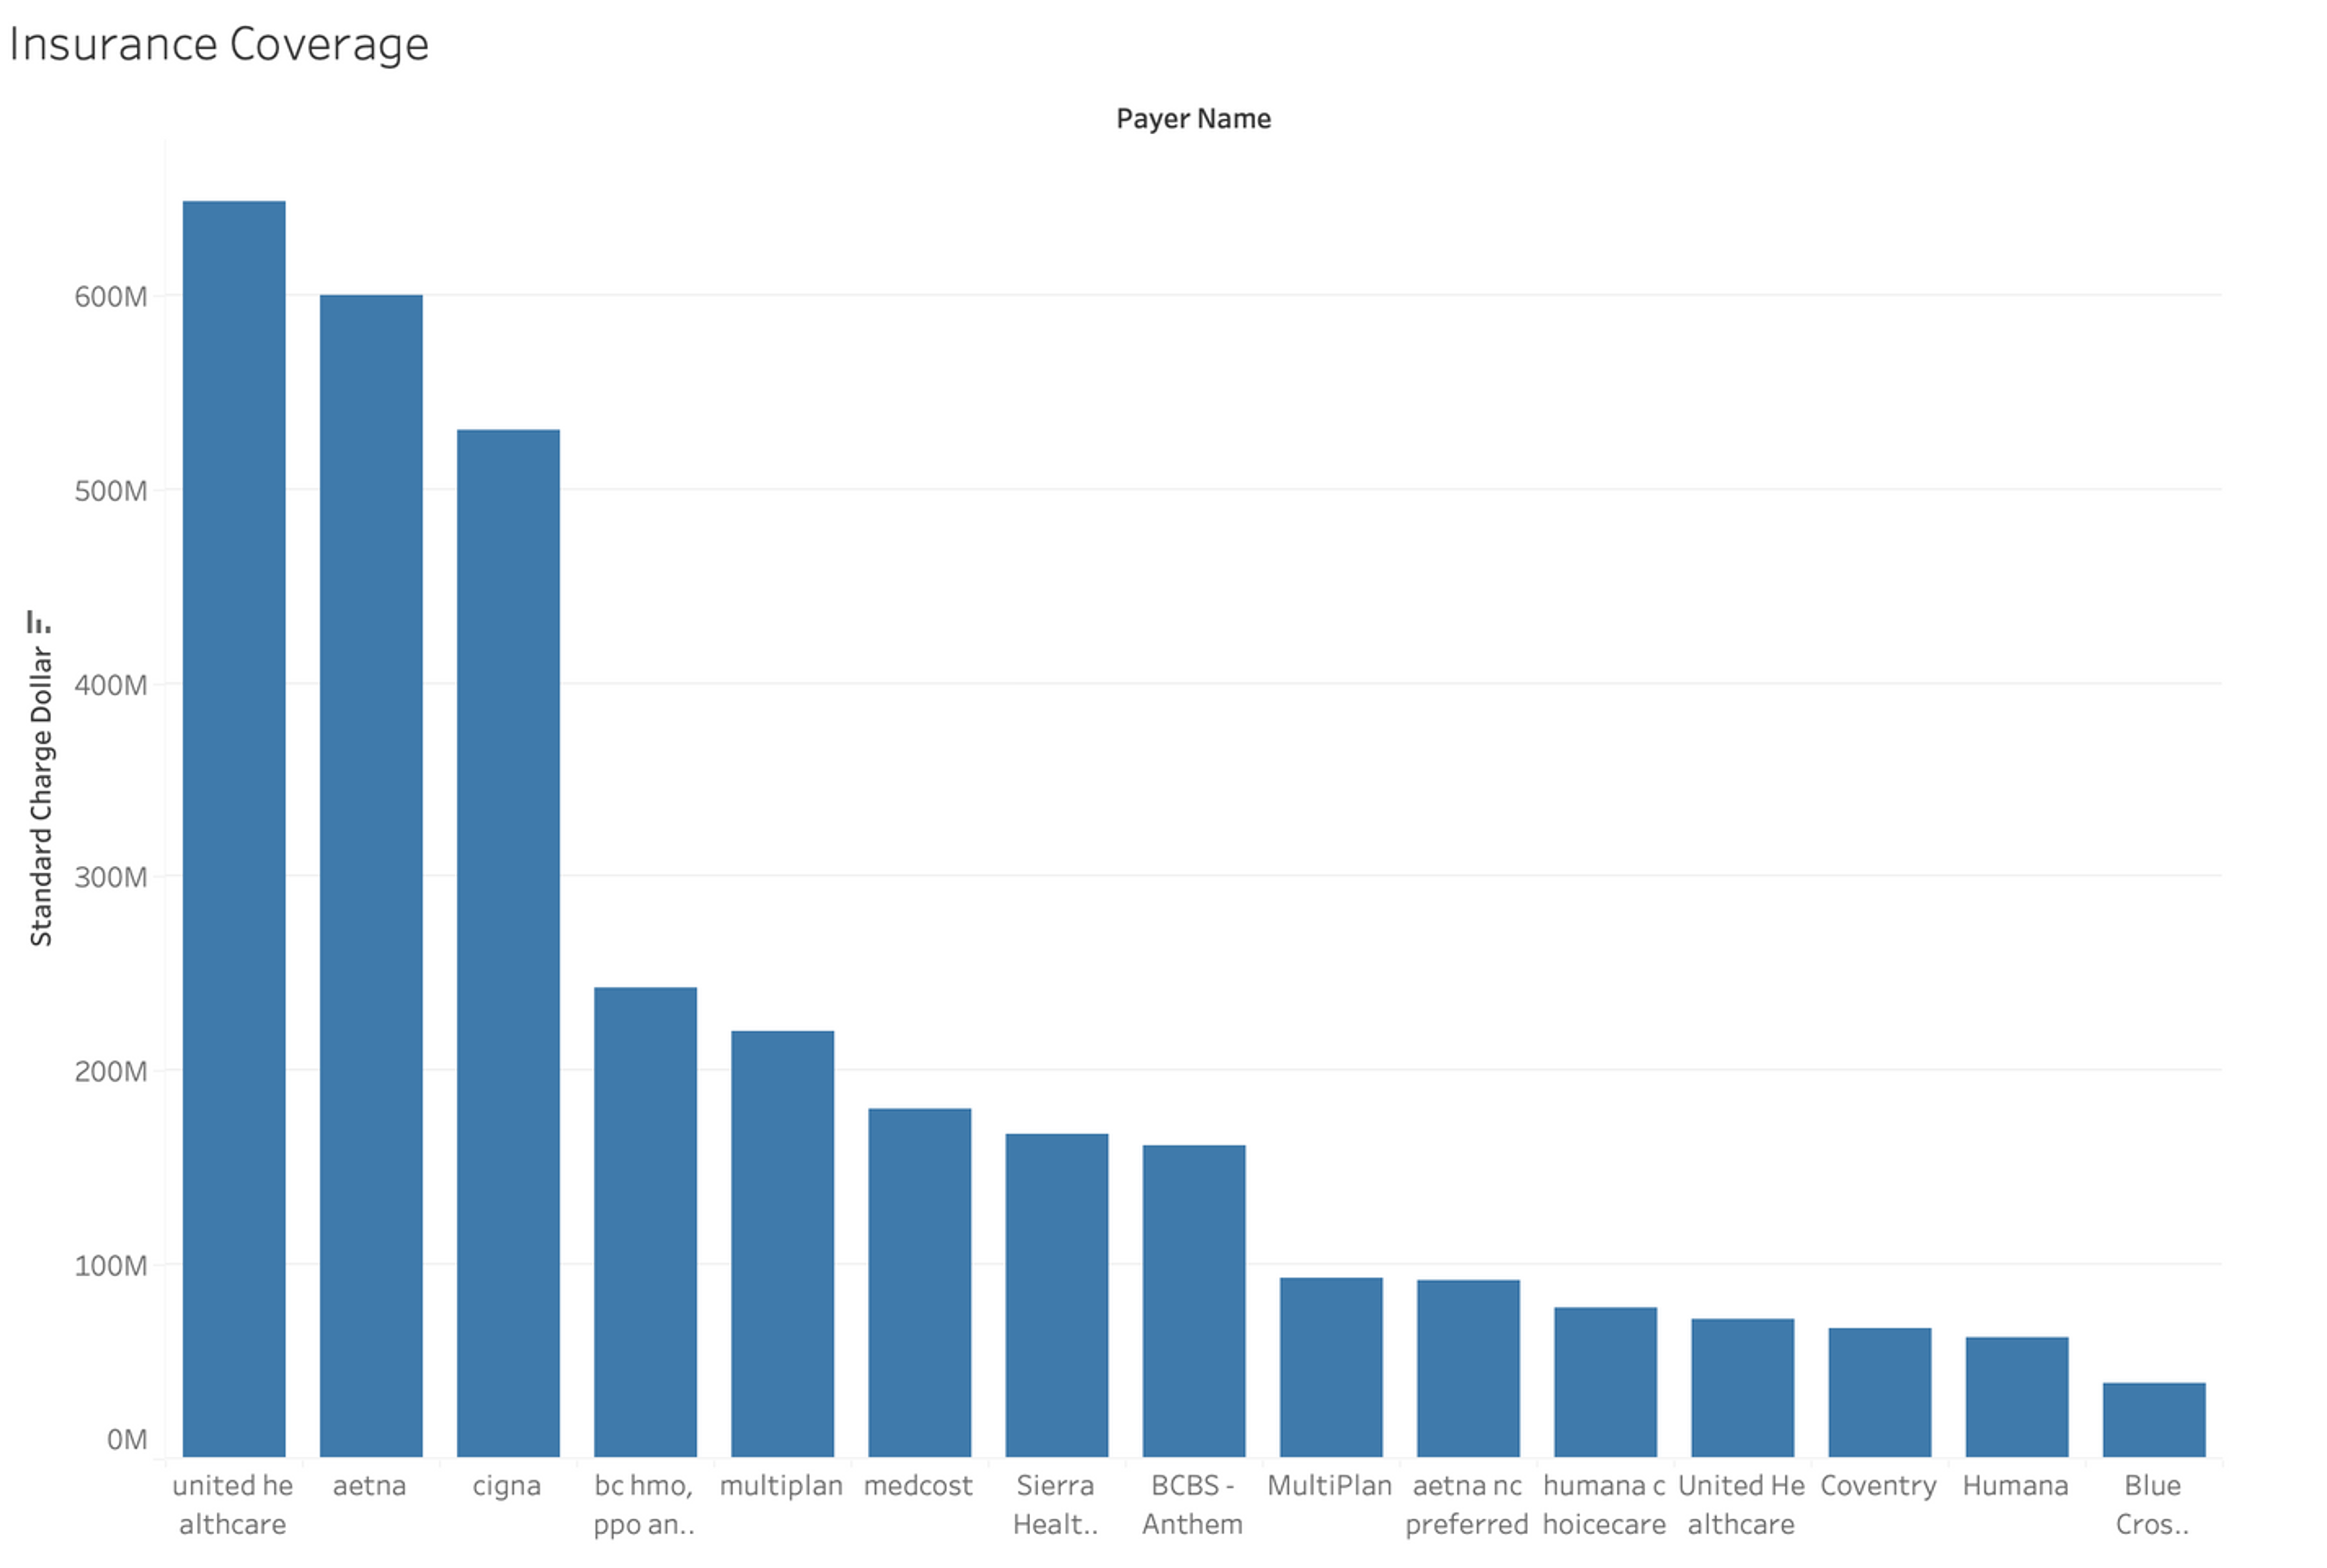 Insurance Coverage
Payer Name
Standard Charge Dollar
600M
500M
400M
300M
200M
100M
0M
united he
althcare
aetna
cigna
bc hmo,
ppo an..
multiplan
medcost
Sierra
Healt..
BCBS -
Anthem
MultiPlan
aetna nc
preferred
humana c
hoicecare
United He
althcare
Coventry
Humana
Blue
Cros..